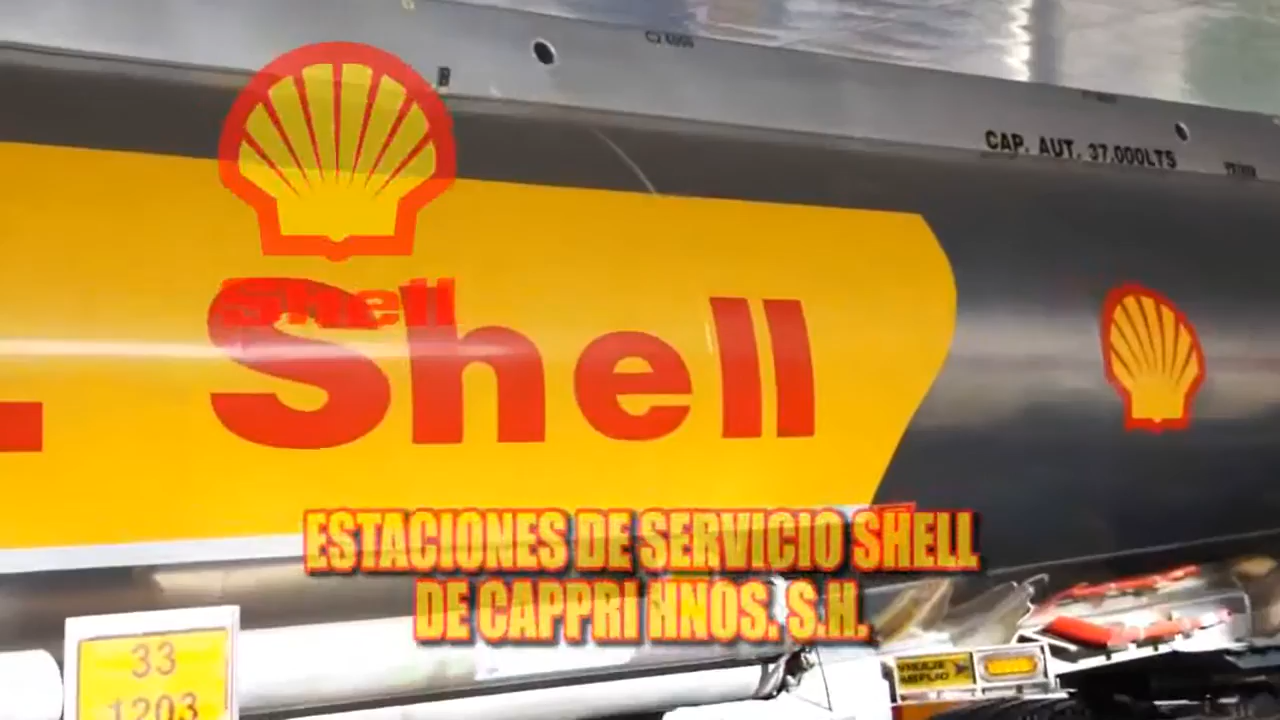 CAP. AUT. 37.000LTS
Shell
Shell
ESTACIONES DE SERVICIO SHELL
DE CAPPRI HNOS. S.H.
33
1203